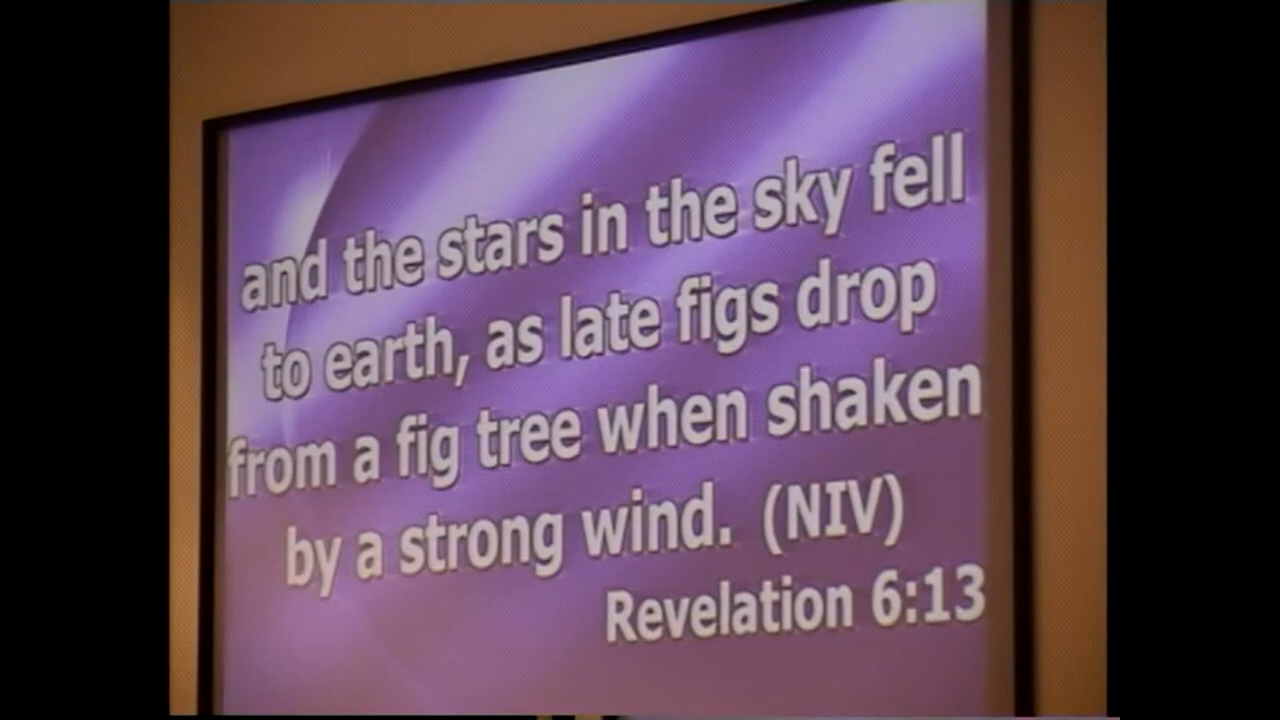 and the stars in the sky fell
to earth, as late figs drop
from a fig tree when shaken
by a strong wind. (NIV)
Revelation 6:13